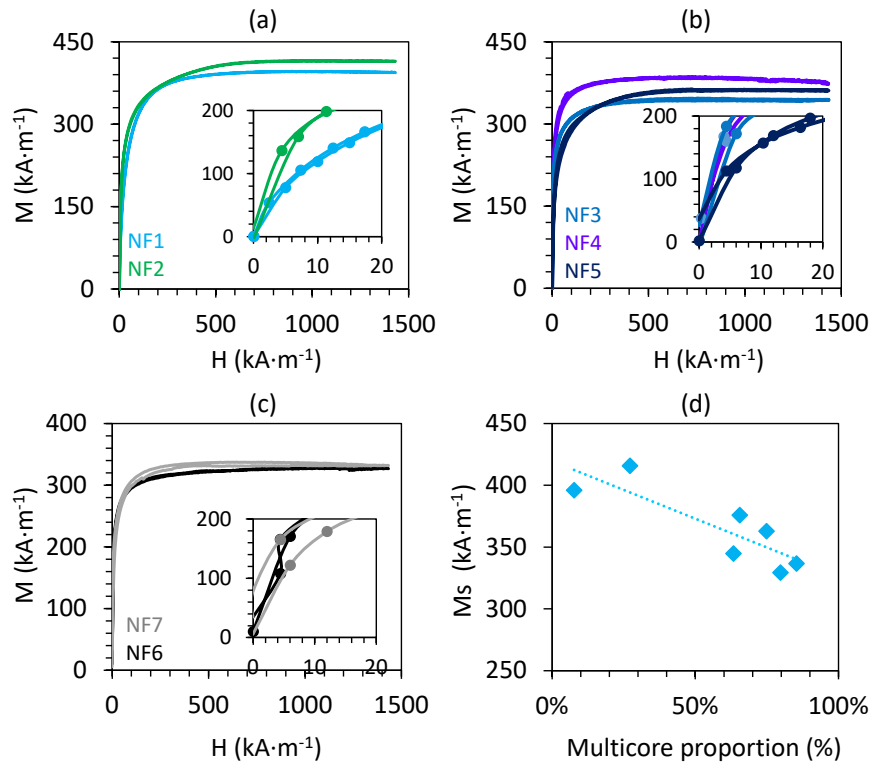 (a)
M (kA·m-1)
450
300
150
0
200
100
0
0
10
20
NF1
NF2
0
500
1000
1500
H (kA·m-1)
(b)
M (kA·m-1)
450
300
150
0
200
100
0
0
10
20
NF3
NF4
NF5
0
500
1000
1500
H (kA·m-1)
(c)
M (kA·m-1)
400
300
200
100
0
200
100
0
0
10
20
NF7
NF6
0
500
1000
1500
H (kA·m-1)
(d)
Ms (kA·m-1)
450
400
350
300
250
0%
50%
100%
Multicore proportion (%)